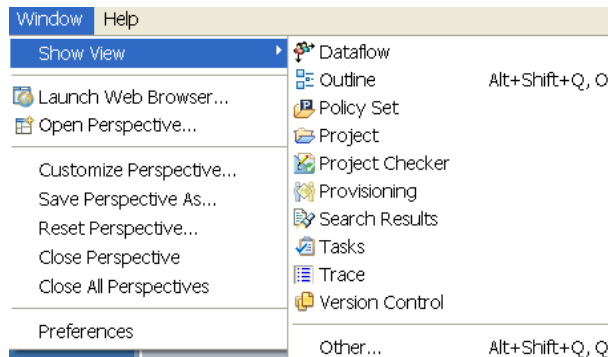 Window Help
Show View
Launch Web Browser...
Open Perspective...
Customize Perspective...
Save Perspective As...
Reset Perspective...
Close Perspective
Close All Perspectives
Preferences
Dataflow
Outline Alt+Shift+Q, O
Policy Set
Project
Project Checker
Provisioning
Search Results
Tasks
Trace
Version Control
Other... Alt+Shift+Q, Q